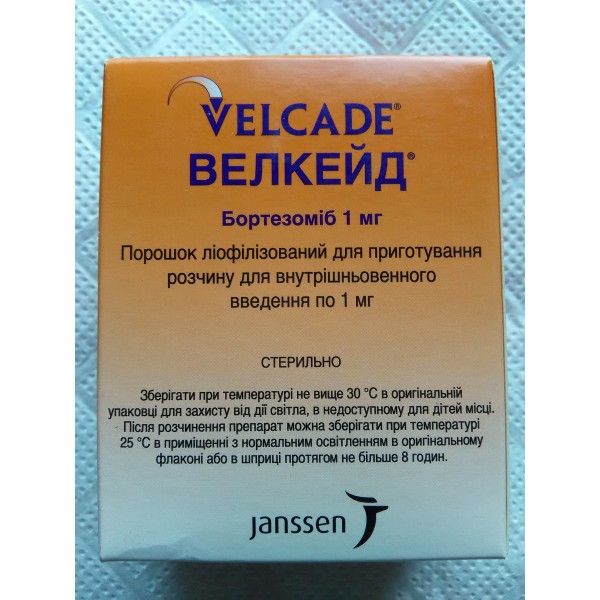 VELCADE®
ВЕЛКЕЙД®
Бортезоміб 1 мг
Порошок ліофілізований для приготування
розчину для внутрішньовенного
введення по 1 мг
СТЕРИЛЬНО
Зберігати при температурі не вище 30 °C в оригінальній
упаковці для захисту від дії світла, в недоступному для дітей місці.
Після розчинення препарат можна зберігати при температурі
25 °C в приміщенні з нормальним освітленням в оригінальному
флаконі або в шприці протягом не більше 8 годин.
janssen